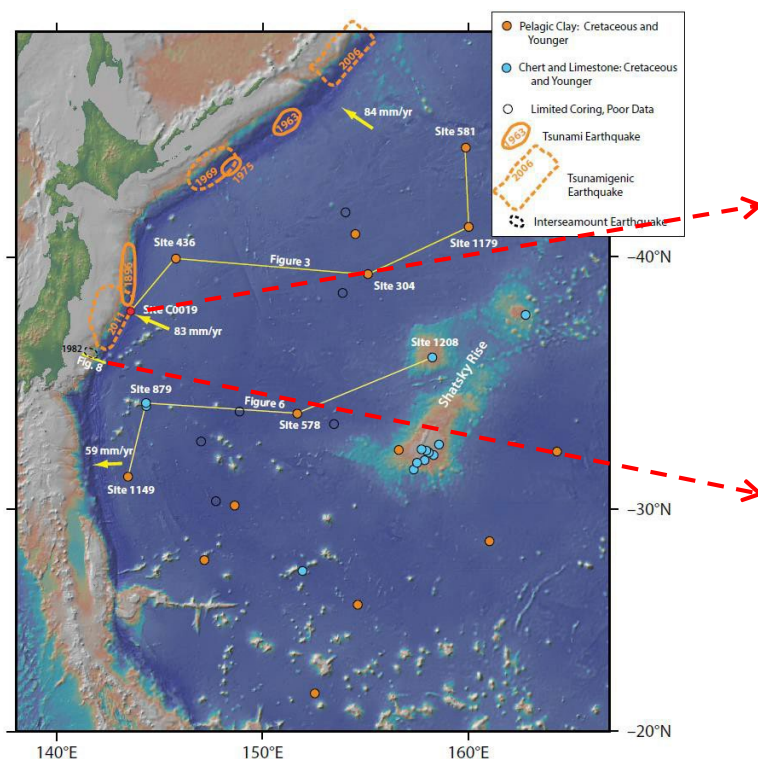 Pelagic Clay: Cretaceous and
Younger
Chert and Limestone: Cretaceous
and Younger
Limited Coring, Poor Data
1963
Tsunami Earthquake
2006
Tsunamigenic
Earthquake
Interseamount Earthquake
2006
84 mm/yr
1963
Site 581
1969
1975
Site 436
Figure 3
Site 1179
−40°N
1896
Site 304
Site C0019
2011
83 mm/yr
1982
Fig. 8
Site 1208
Shatsky Rise
Site 879
Figure 6
Site 578
59 mm/yr
Site 1149
−30°N
−20°N
140°E
150°E
160°E